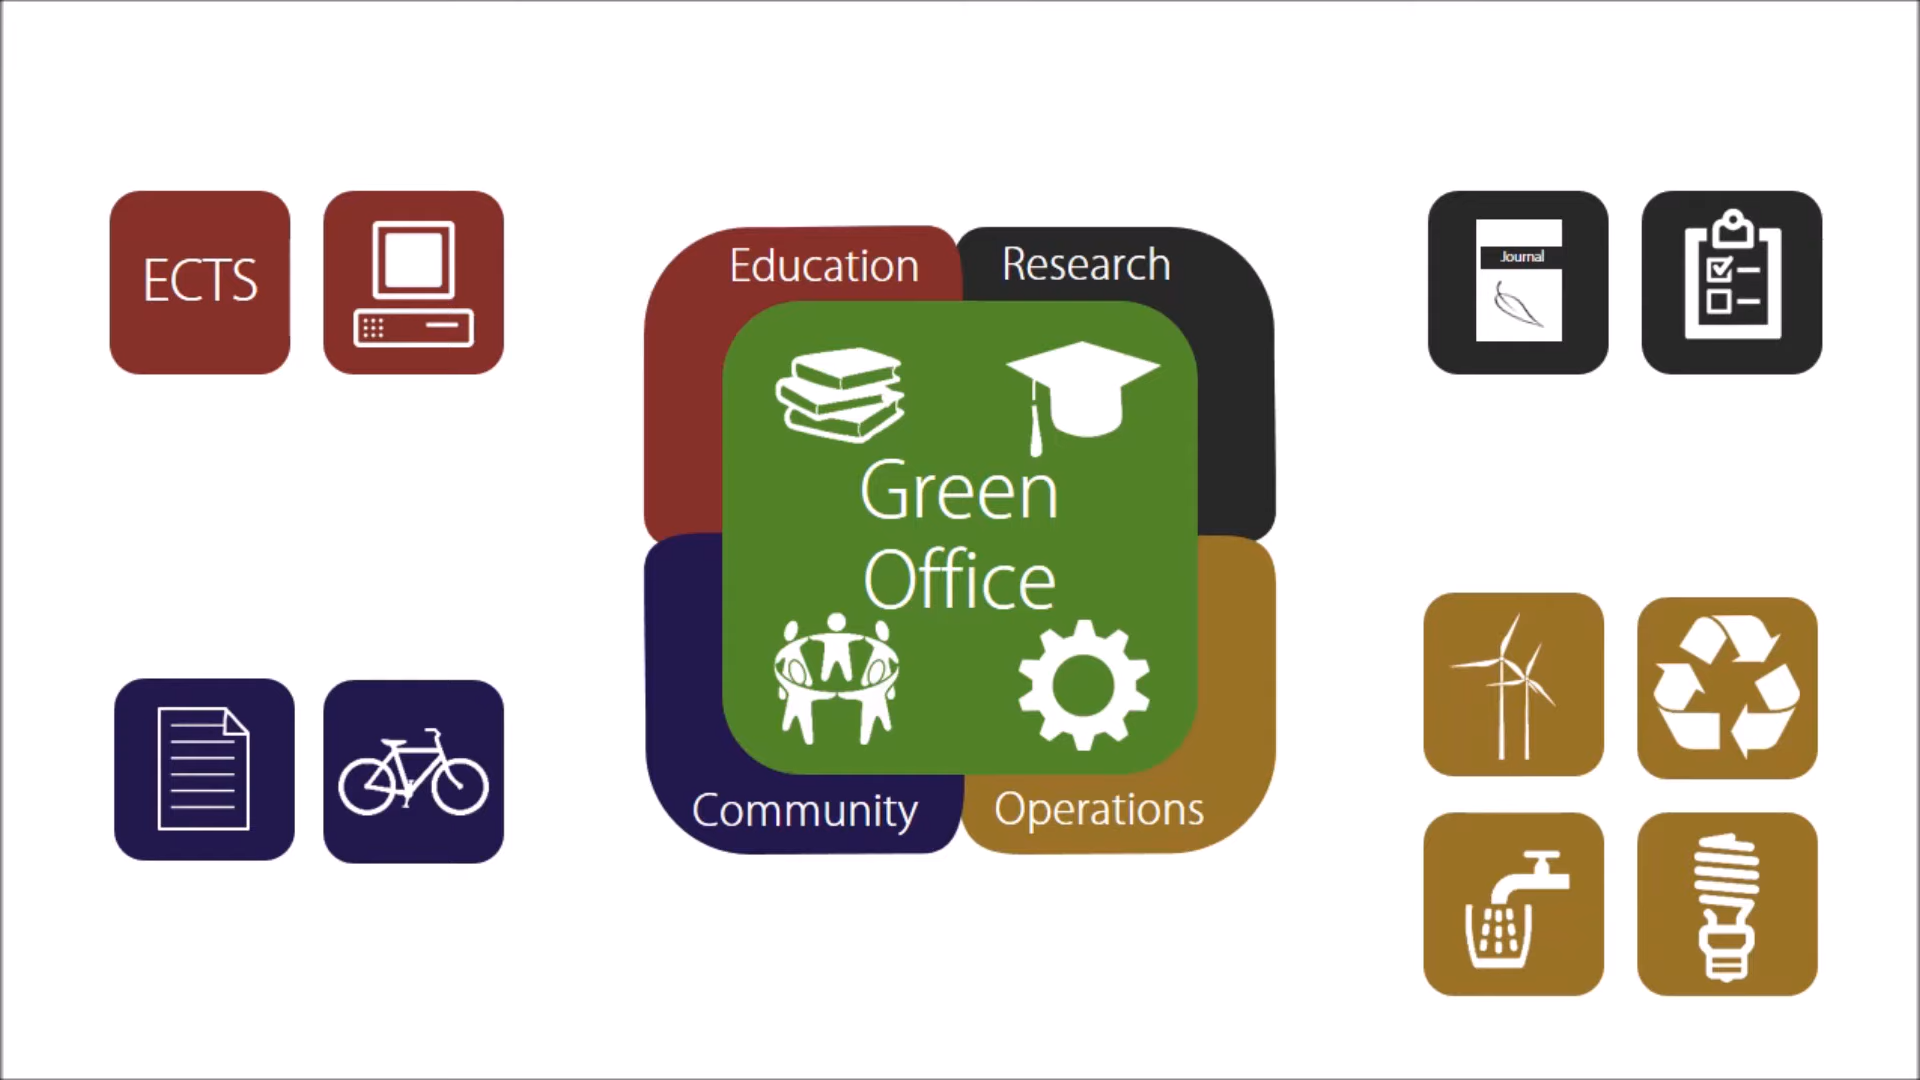 ECTS
Education
Research
Journal
Green
Office
Community
Operations